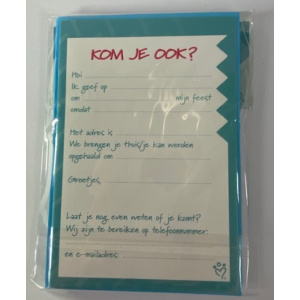 KOM JE OOK?
Hoi
Ik geef op
om mijn feest
omdat
Het adres is
We brengen je thuis/je kan worden
opgehaald om
Groetjes,
Laat je nog even weten of je komt?
Wij zijn te bereiken op telefoonnummer:
en e-mailadres: